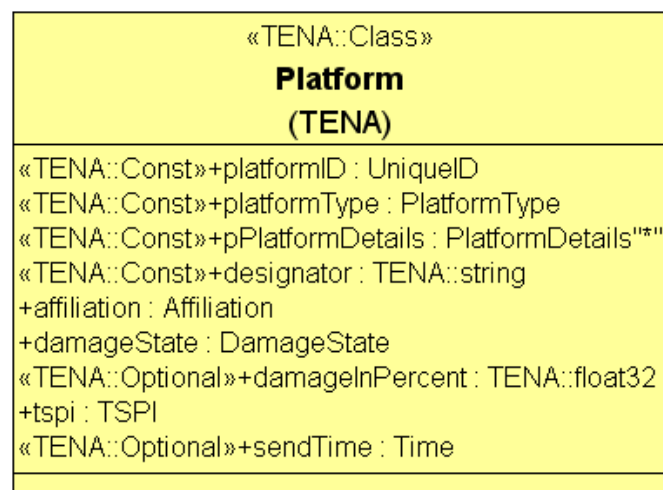 «TENA::Class»
Platform
(TENA)
«TENA::Const»+platformID : UniqueID
«TENA::Const»+platformType : PlatformType
«TENA::Const»+pPlatformDetails : PlatformDetails"*"
«TENA::Const»+designator : TENA::string
+affiliation : Affiliation
+damageState : DamageState
«TENA::Optional»+damageInPercent : TENA::float32
+tspi : TSPI
«TENA::Optional»+sendTime : Time